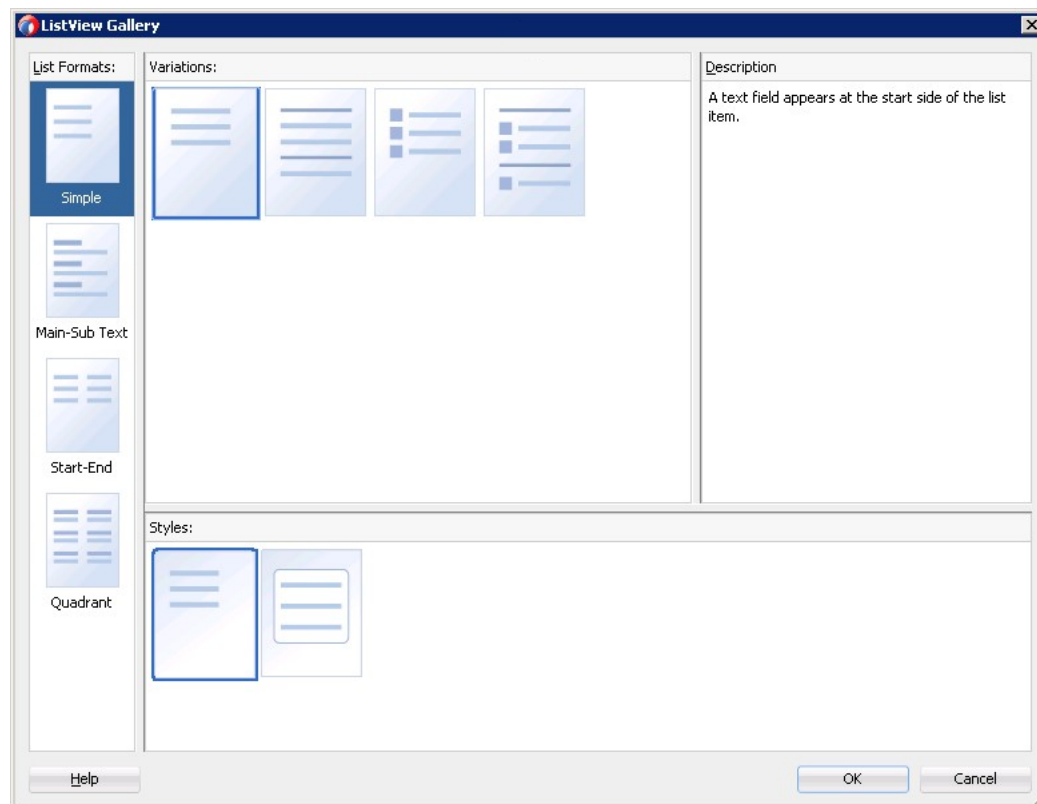 ListView Gallery
List Formats:
Simple
Main-Sub Text
Start-End
Quadrant
Variations:
Description
A text field appears at the start side of the list
item.
Styles:
Help
OK
Cancel